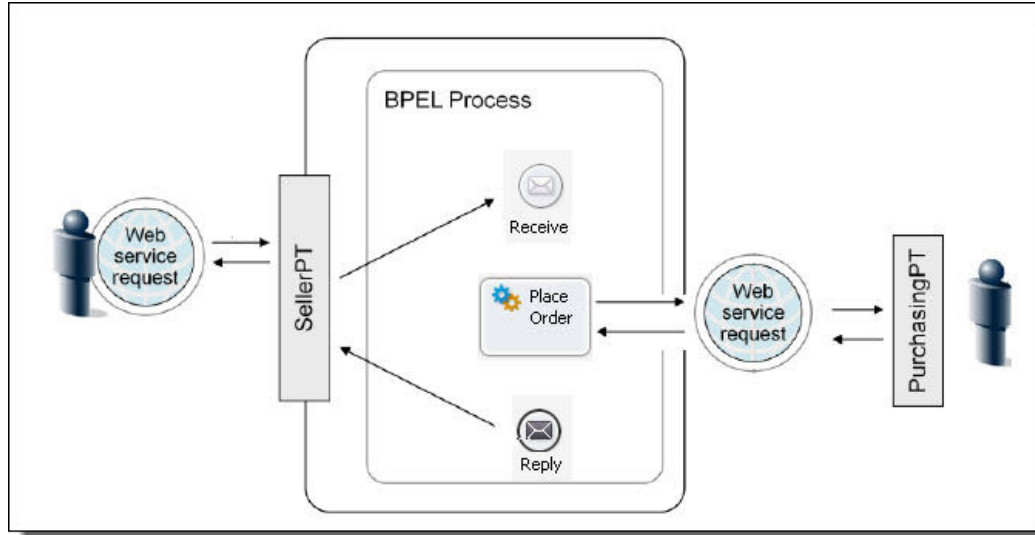 BPEL Process
Receive
Web
service
request
SellerPT
Place
Order
Web
service
request
PurchasingPT
Reply